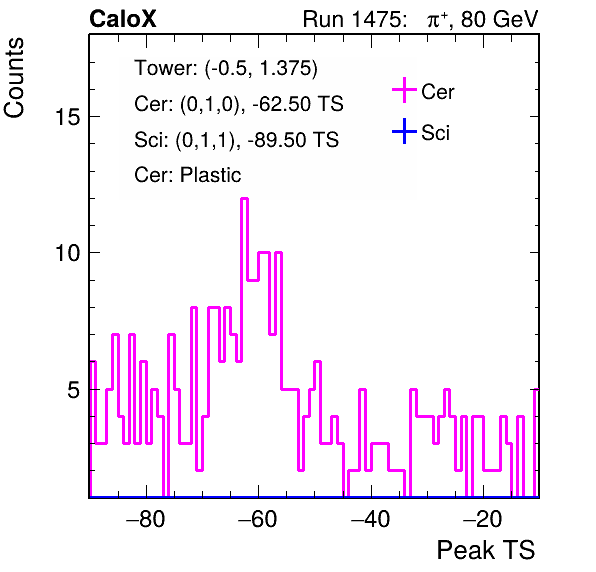 CaloX Run 1475: π⁺, 80 GeV
Counts
Tower: (-0.5, 1.375)
Cer: (0,1,0), -62.50 TS
Sci: (0,1,1), -89.50 TS
Cer: Plastic
Cer
Sci
15
10
5
−80 −60 −40 −20
Peak TS